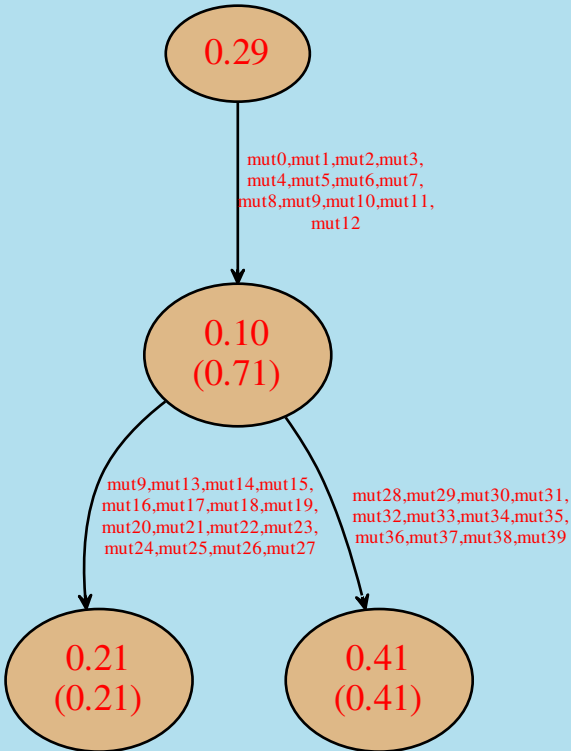 0.29
mut0,mut1,mut2,mut3,
mut4,mut5,mut6,mut7,
mut8,mut9,mut10,mut11,
mut12
0.10
(0.71)
mut9,mut13,mut14,mut15,
mut16,mut17,mut18,mut19,
mut20,mut21,mut22,mut23,
mut24,mut25,mut26,mut27
mut28,mut29,mut30,mut31,
mut32,mut33,mut34,mut35,
mut36,mut37,mut38,mut39
0.21
(0.21)
0.41
(0.41)